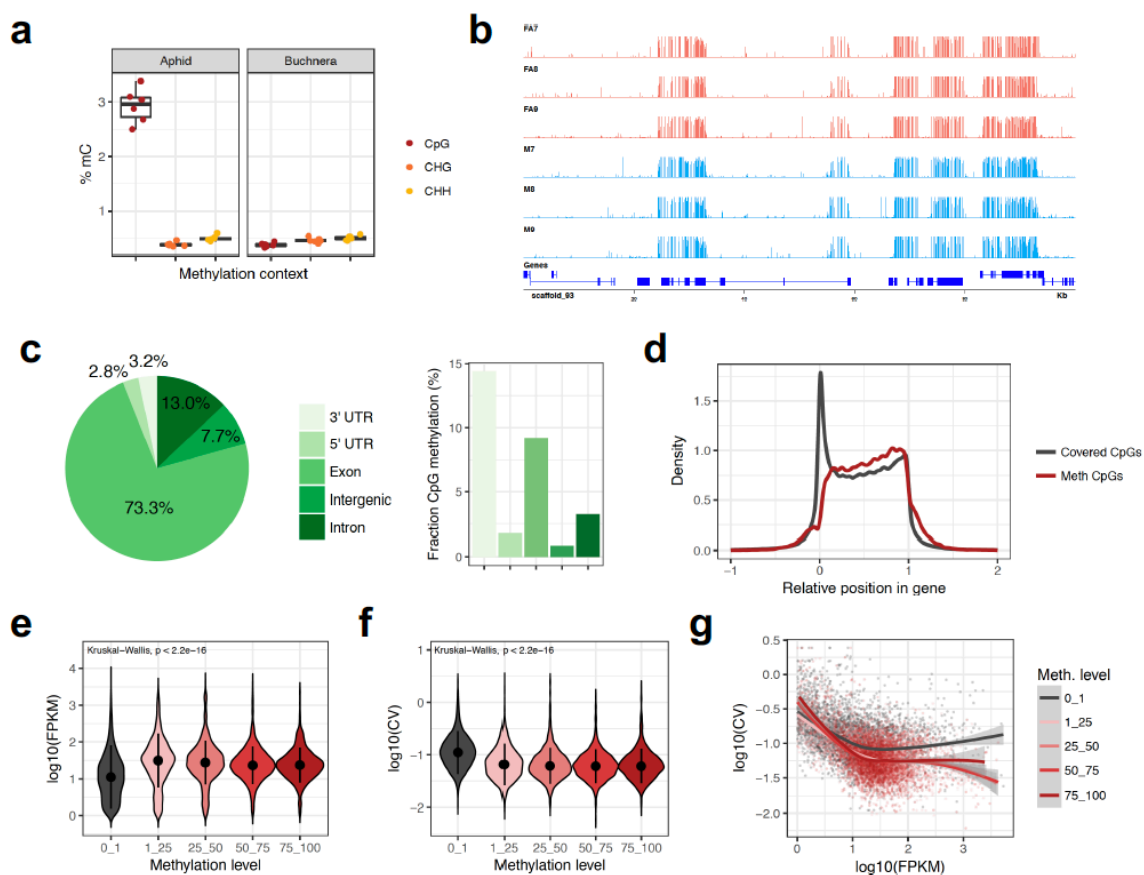 a
Aphid
Buchnera
3
2
1
% mC
Methylation context
CpG
CHG
CHH
b
FA7
FA8
FA9
M7
M8
M9
Genes
scaffold_93
Kb
c
3.2%
2.8%
13.0%
7.7%
73.3%
3' UTR
5' UTR
Exon
Intergenic
Intron
15
10
5
0
Fraction CpG methylation (%)
d
1.5
1.0
0.5
0.0
Density
−1 0 1 2
Relative position in gene
Covered CpGs
Meth CpGs
e
Kruskal−Wallis, p < 2.2e−16
4
3
2
1
0
log10(FPKM)
0_1 1_25 25_50 50_75 75_100
Methylation level
f
Kruskal−Wallis, p < 2.2e−16
1
0
−1
−2
log10(CV)
0_1 1_25 25_50 50_75 75_100
Methylation level
g
0.5
0.0
−0.5
−1.0
−1.5
−2.0
log10(CV)
0 1 2 3
log10(FPKM)
Meth. level
0_1
1_25
25_50
50_75
75_100